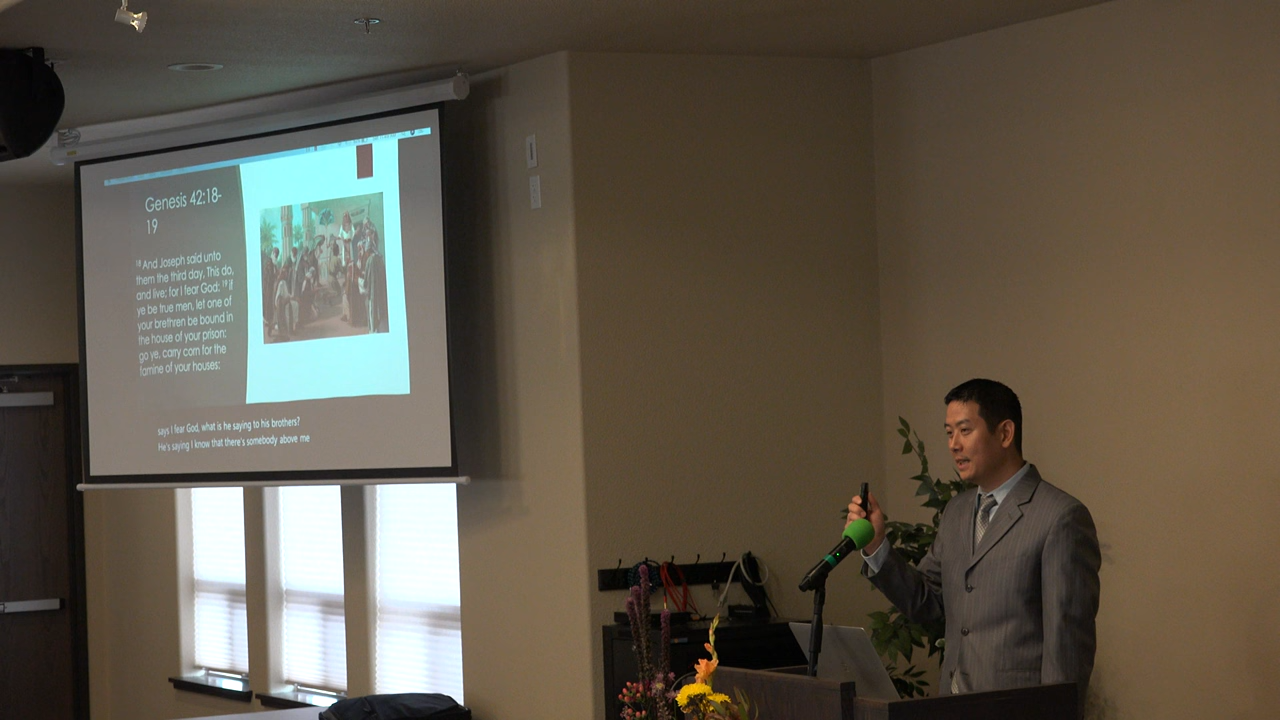 Genesis 42:18-
19
18 And Joseph said unto
them the third day, This do,
and live; for I fear God: 19 If
ye be true men, let one of
your brethren be bound in
the house of your prison:
go ye, carry corn for the
famine of your houses:
says I fear God, what is he saying to his brothers?
He's saying I know that there's somebody above me